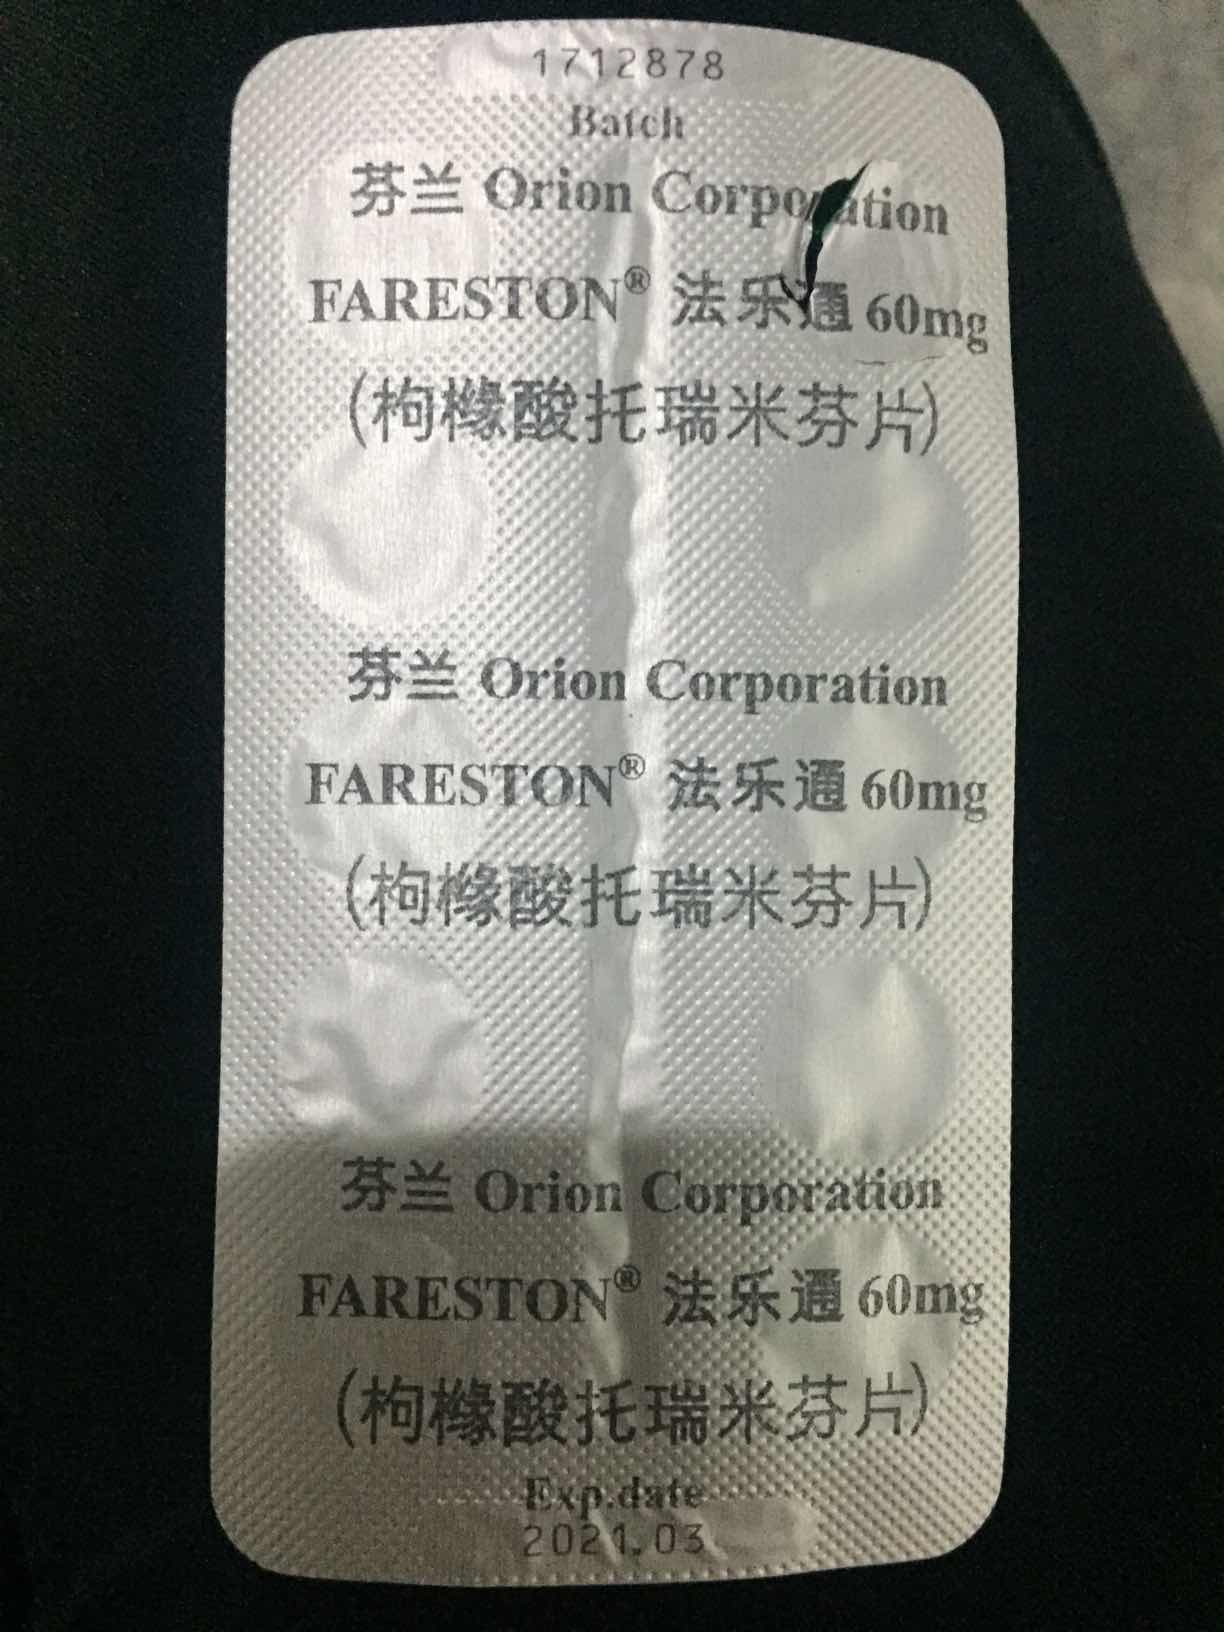 1712878
Batch
芬兰 Orion Corporation
FARESTON® 法乐通 60mg
(枸橼酸托瑞米芬片)
芬兰 Orion Corporation
FARESTON® 法乐通 60mg
(枸橼酸托瑞米芬片)
芬兰 Orion Corporation
FARESTON® 法乐通 60mg
(枸橼酸托瑞米芬片)
Exp.date
2021.03